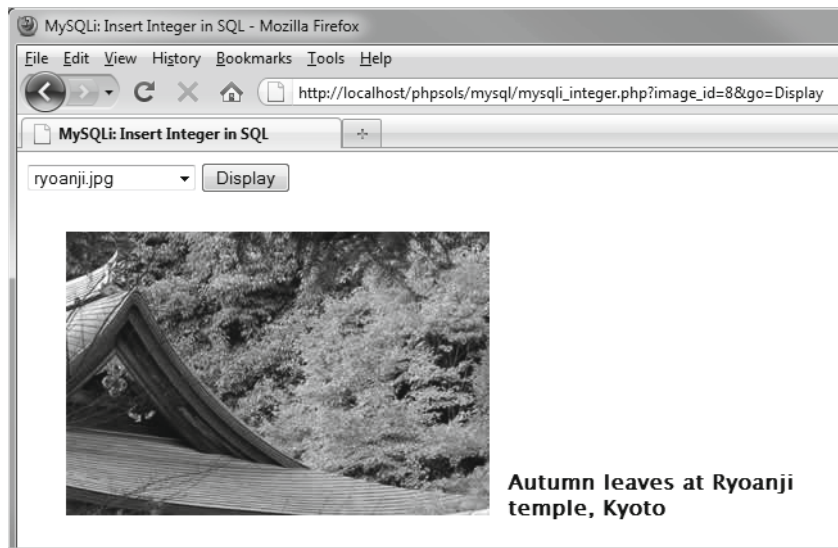 MySQLi: Insert Integer in SQL - Mozilla Firefox
File Edit View History Bookmarks Tools Help
http://localhost/phpsols/mysql/mysqli_integer.php?image_id=8&go=Display
MySQLi: Insert Integer in SQL
ryoanji.jpg Display
Autumn leaves at Ryoanji
temple, Kyoto